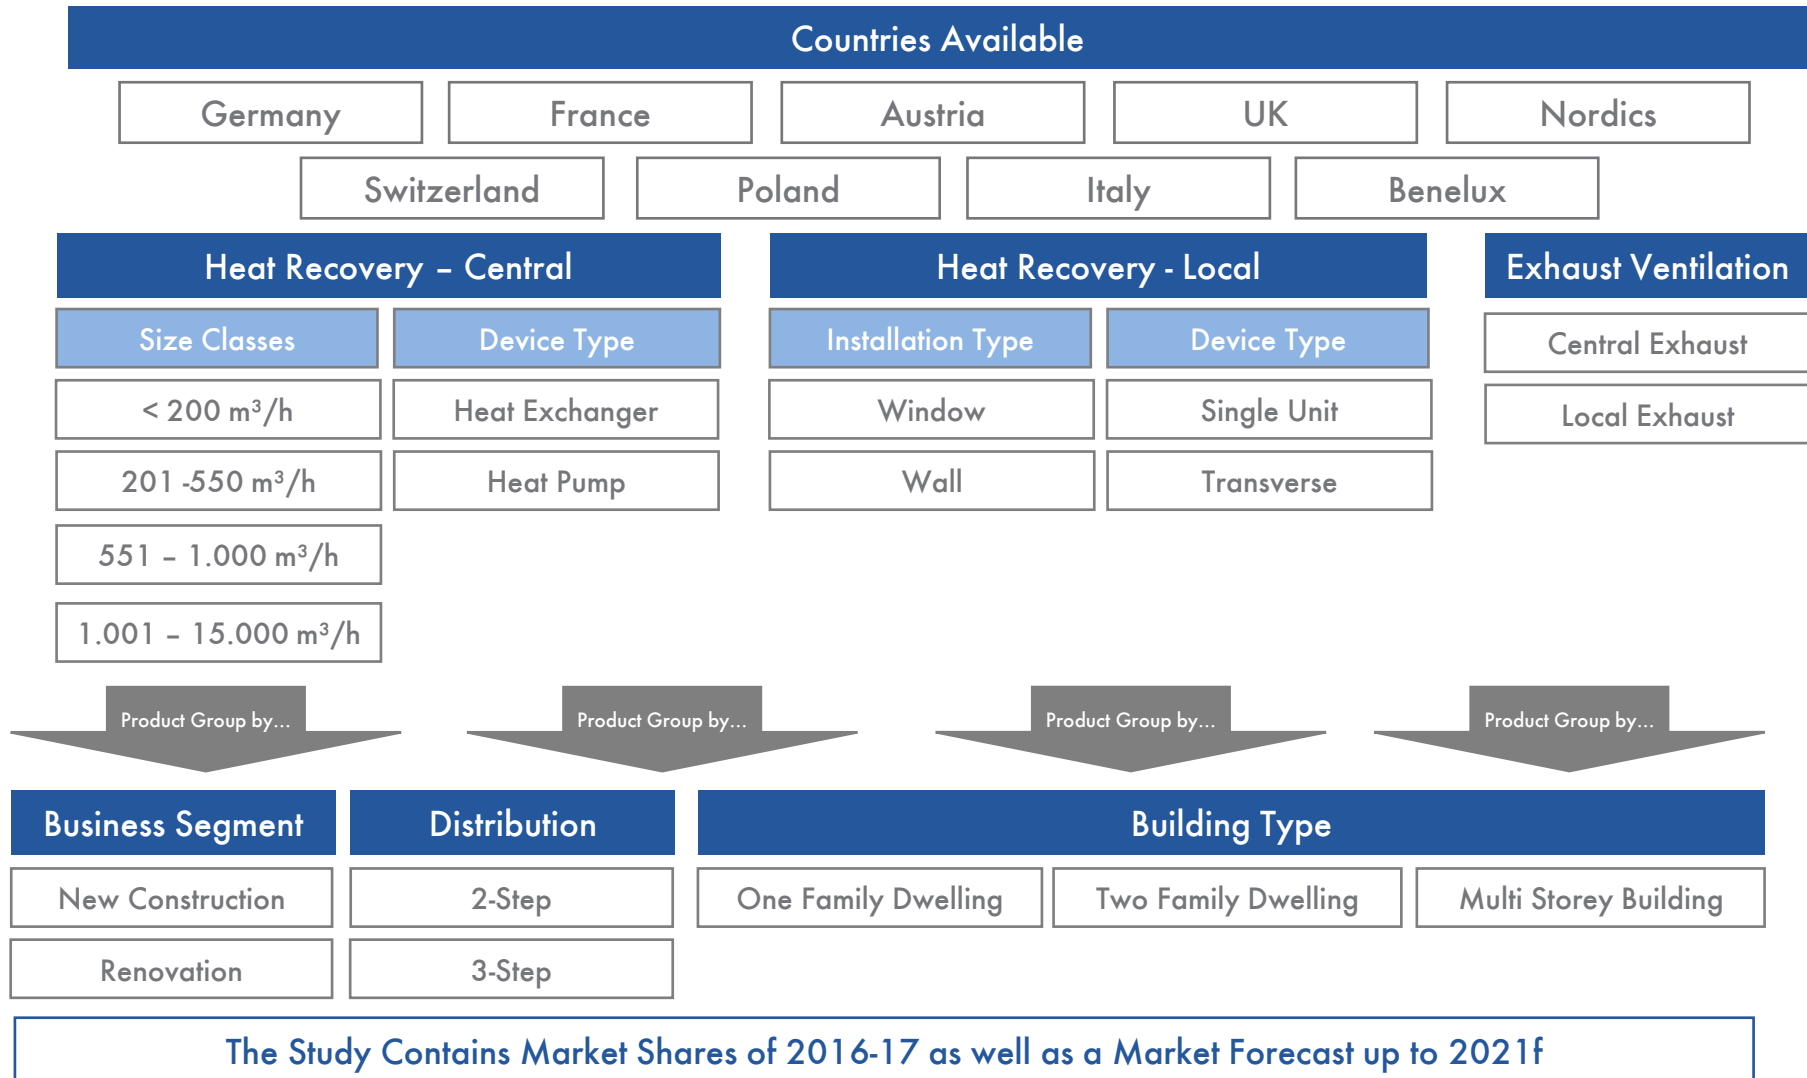 Countries Available
Germany
France
Austria
UK
Nordics
Switzerland
Poland
Italy
Benelux
Heat Recovery – Central
Size Classes
Device Type
< 200 m³/h
Heat Exchanger
201 -550 m³/h
Heat Pump
551 – 1.000 m³/h
1.001 – 15.000 m³/h
Heat Recovery - Local
Installation Type
Device Type
Window
Single Unit
Wall
Transverse
Exhaust Ventilation
Central Exhaust
Local Exhaust
Product Group by...
Product Group by...
Product Group by...
Product Group by...
Business Segment
New Construction
Renovation
Distribution
2-Step
3-Step
Building Type
One Family Dwelling
Two Family Dwelling
Multi Storey Building
The Study Contains Market Shares of 2016-17 as well as a Market Forecast up to 2021f